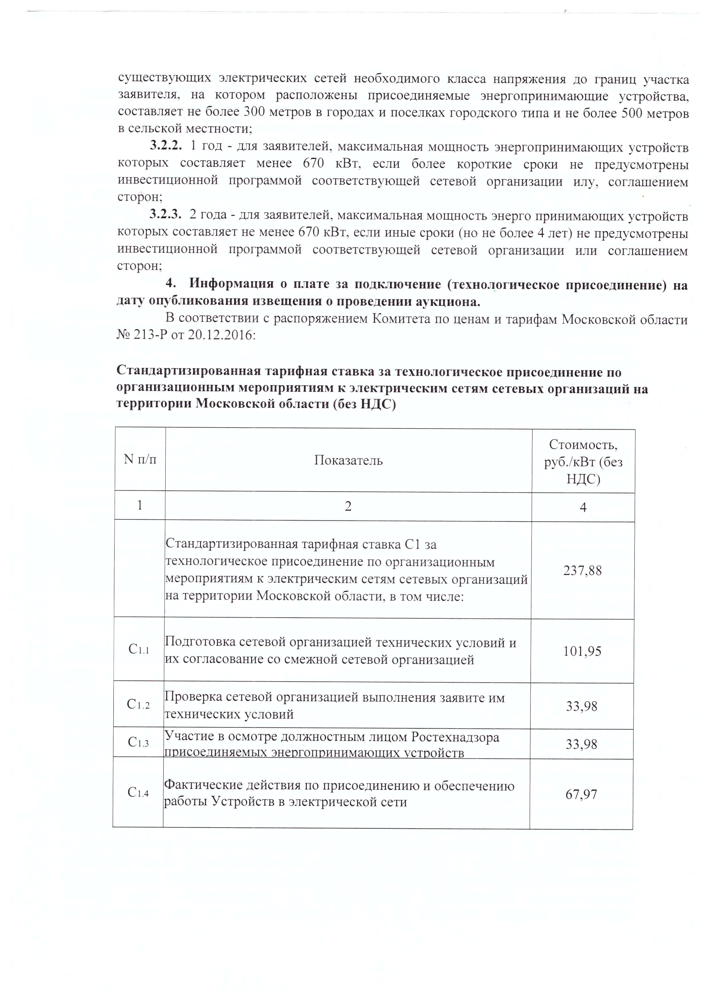 существующих электрических сетей необходимого класса напряжения до границ участка
заявителя, на котором расположены присоединяемые энергопринимающие устройства,
составляет не более 300 метров в городах и поселках городского типа и не более 500 метров
в сельской местности;
3.2.2. 1 год - для заявителей, максимальная мощность энергопринимающих устройств
которых составляет менее 670 кВт, если более короткие сроки не предусмотрены
инвестиционной программой соответствующей сетевой организации илу, соглашением
сторон;
3.2.3. 2 года - для заявителей, максимальная мощность энерго принимающих устройств
которых составляет не менее 670 кВт, если иные сроки (но не более 4 лет) не предусмотрены
инвестиционной программой соответствующей сетевой организации или соглашением
сторон;
4. Информация о плате за подключение (технологическое присоединение) на
дату опубликования извещения о проведении аукциона.
В соответствии с распоряжением Комитета по ценам и тарифам Московской области
№ 213-Р от 20.12.2016:
Стандартизированная тарифная ставка за технологическое присоединение по
организационным мероприятиям к электрическим сетям сетевых организаций на
территории Московской области (без НДС)
N п/п
Показатель
Стоимость,
руб./кВт (без
НДС)
1
2
4
Стандартизированная тарифная ставка С1 за
технологическое присоединение по организационным
мероприятиям к электрическим сетям сетевых организаций
на территории Московской области, в том числе:
237,88
С1.1
Подготовка сетевой организацией технических условий и
их согласование со смежной сетевой организацией
101,95
С1.2
Проверка сетевой организацией выполнения заявите им
технических условий
33,98
С1.3
Участие в осмотре должностным лицом Ростехнадзора
присоединяемых энергопринимающих устройств
33,98
С1.4
Фактические действия по присоединению и обеспечению
работы Устройств в электрической сети
67,97